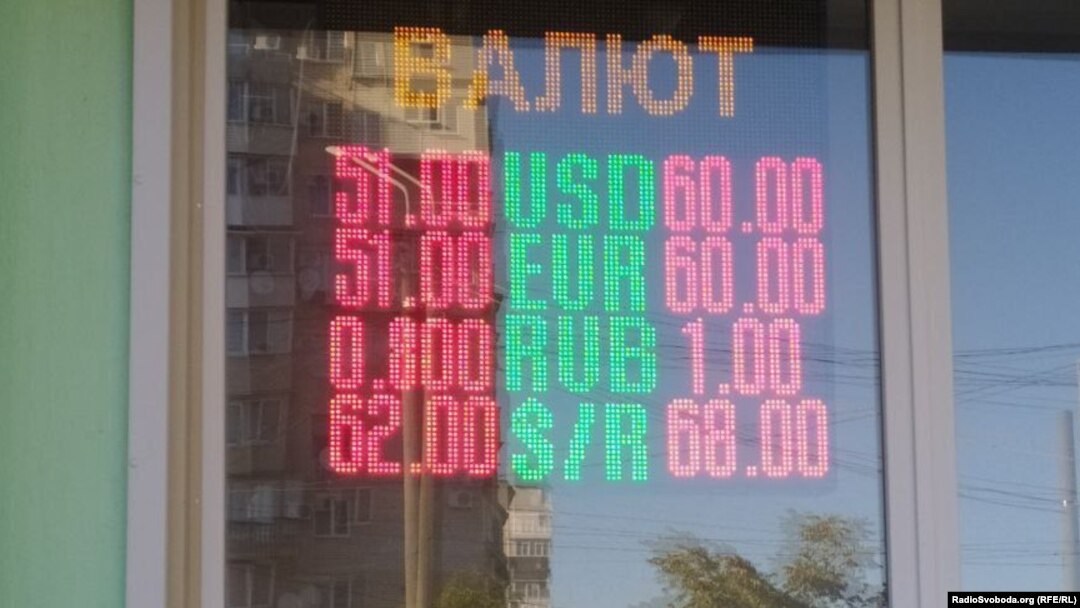 ВАЛЮТ
51.00 USD 60.00
51.00 EUR 60.00
0.800 RUB 1.00
62.00 $/R 68.00
RadioSvoboda.org (RFE/RL)